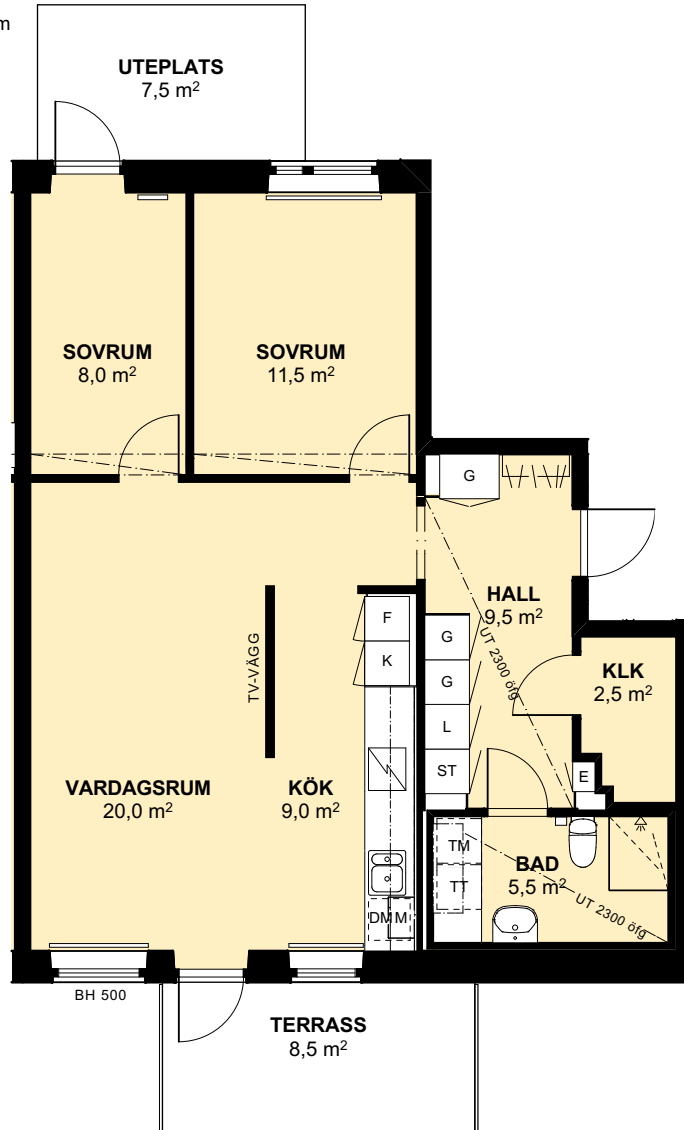 m
UTEPLATS
7,5 m²
SOVRUM
8,0 m²
SOVRUM
11,5 m²
G
HALL
9,5 m²
UT 2300 öfg
F
K
G
G
L
ST
TV-VÄGG
KLK
2,5 m²
E
VARDAGSRUM
20,0 m²
KÖK
9,0 m²
TM
TT
BAD
5,5 m²
UT 2300 öfg
DM M
BH 500
TERRASS
8,5 m²